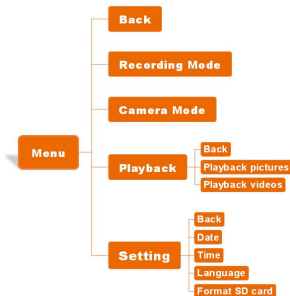 Menu
Back
Recording Mode
Camera Mode
Playback
Back
Playback pictures
Playback videos
Setting
Back
Date
Time
Language
Format SD card